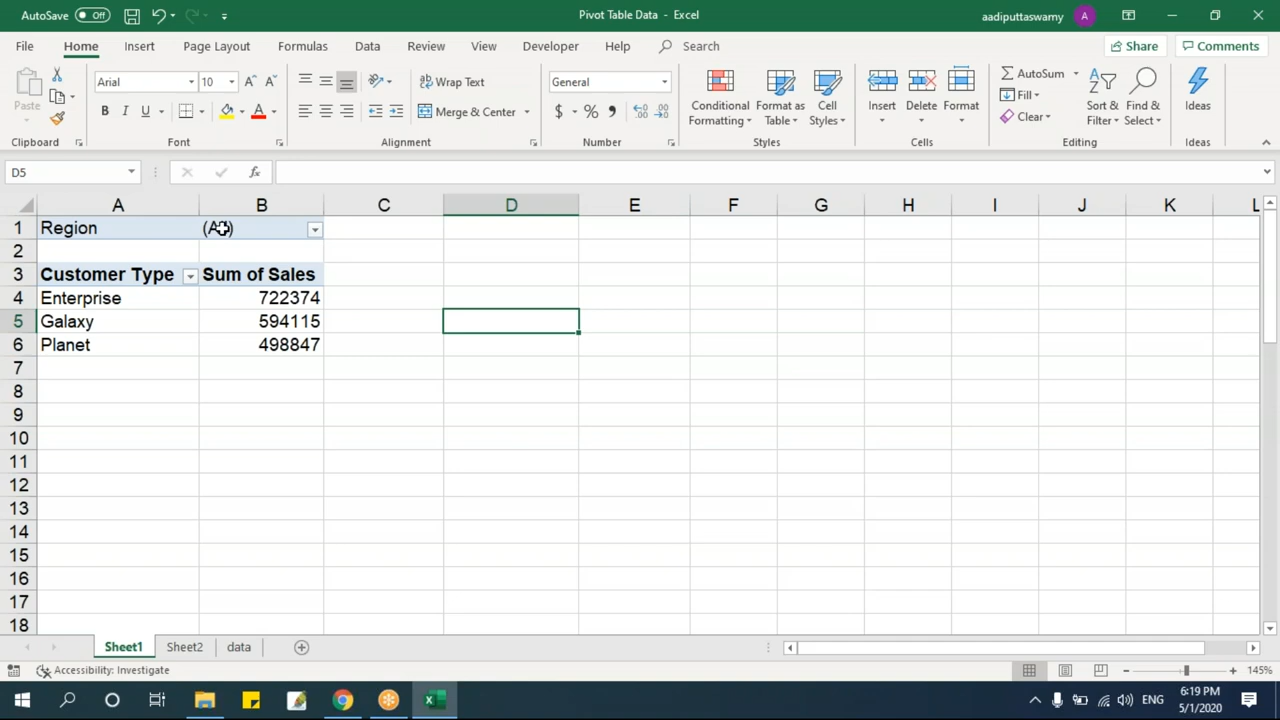 AutoSave Off Pivot Table Data - Excel aadiputtaswamy A
File Home Insert Page Layout Formulas Data Review View Developer Help Search Share Comments
Paste Arial 10 Wrap Text General Conditional Formatting Format as Table Cell Styles Insert Delete Format AutoSum Sort & Filter Find & Select Ideas
B I U A Merge & Center $ % Fill
Clear
Clipboard Font Alignment Number Styles Cells Editing Ideas
D5 fx
A B C D E F G H I J K L
1 Region
2
3 Customer Type Sum of Sales
4 Enterprise 722374
5 Galaxy 594115
6 Planet 498847
7
8
9
10
11
12
13
14
15
16
17
18
Sheet1 Sheet2 data
Accessibility: Investigate 145%
ENG 6:19 PM
5/1/2020